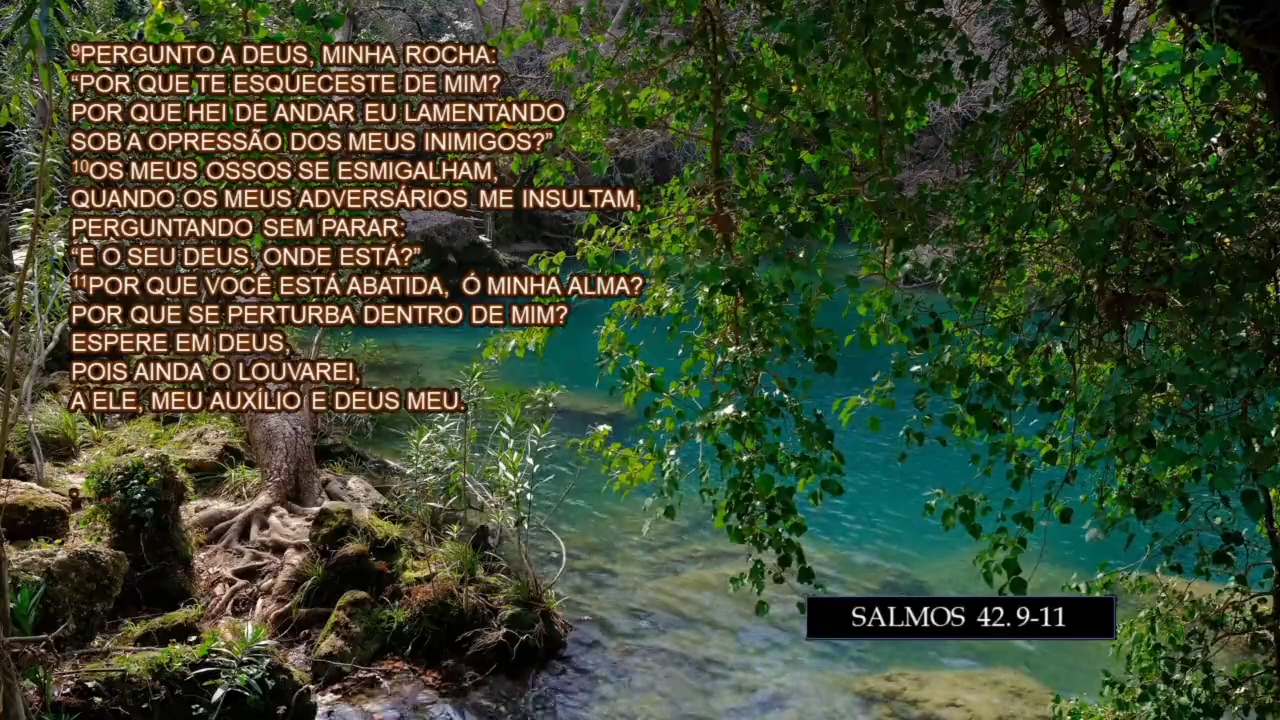 ⁹PERGUNTO A DEUS, MINHA ROCHA:
“POR QUE TE ESQUECESTE DE MIM?
POR QUE HEI DE ANDAR EU LAMENTANDO
SOB A OPRESSÃO DOS MEUS INIMIGOS?”
¹⁰OS MEUS OSSOS SE ESMIGALHAM,
QUANDO OS MEUS ADVERSÁRIOS ME INSULTAM,
PERGUNTANDO SEM PARAR:
“E O SEU DEUS, ONDE ESTÁ?”
¹¹POR QUE VOCÊ ESTÁ ABATIDA, Ó MINHA ALMA?
POR QUE SE PERTURBA DENTRO DE MIM?
ESPERE EM DEUS,
POIS AINDA O LOUVAREI,
A ELE, MEU AUXÍLIO E DEUS MEU.
SALMOS 42. 9-11